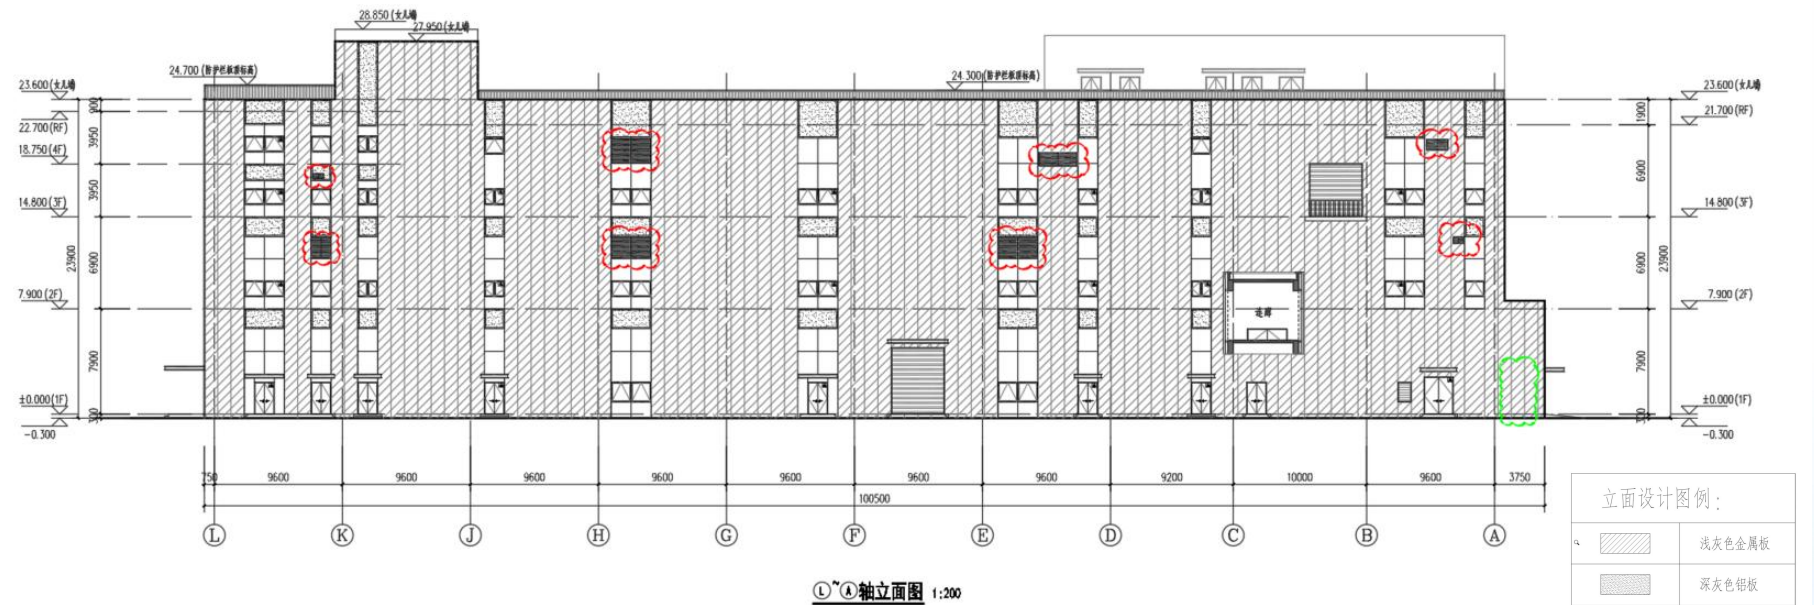 28.850(女儿墙)
27.950(女儿墙)
24.700(防护栏板顶标高)
24.300(防护栏板顶标高)
23.600(女儿墙)
22.700(RF)
18.750(4F)
14.800(3F)
7.900(2F)
±0.000(1F)
-0.300
900
3950
3950
6900
7900
300
23900
连廊
23.600(女儿墙)
21.700(RF)
14.800(3F)
7.900(2F)
±0.000(1F)
-0.300
1900
6900
6900
7900
300
23900
750
9600
9600
9600
9600
9600
9600
9600
9200
10000
9600
3750
100500
L
K
J
H
G
F
E
D
C
B
A
L~A轴立面图 1:200
立面设计图例:
浅灰色金属板
深灰色铝板